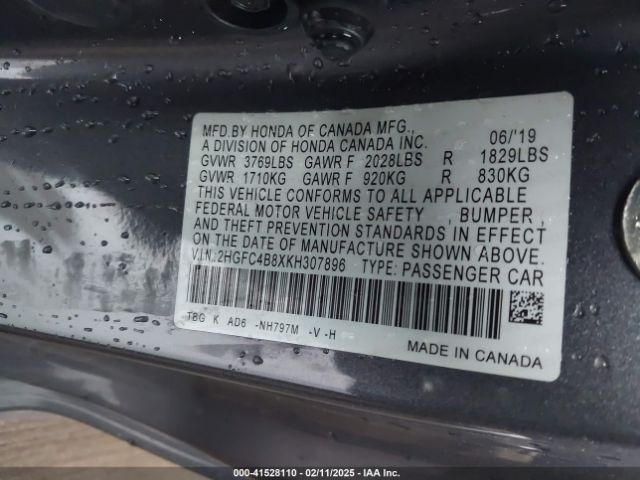 MFD.BY HONDA OF CANADA MFG., 06/'19
A DIVISION OF HONDA CANADA INC.
GVWR 3769LBS GAWR F 2028LBS R 1829LBS
GVWR 1710KG GAWR F 920KG R 830KG
THIS VEHICLE CONFORMS TO ALL APPLICABLE
FEDERAL MOTOR VEHICLE SAFETY , BUMPER ,
AND THEFT PREVENTION STANDARDS IN EFFECT
ON THE DATE OF MANUFACTURE SHOWN ABOVE.
V.I.N.:2HGFC4B8XKH307896 TYPE: PASSENGER CAR
TBG K AD6 -NH797M -V -H
MADE IN CANADA
000-41528110 - 02/11/2025 - IAA Inc.